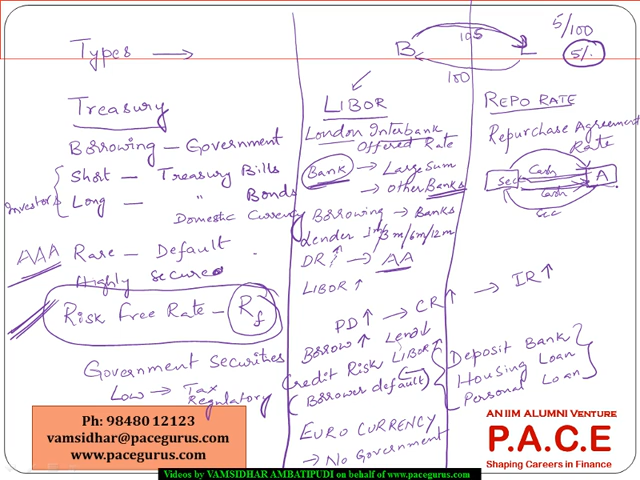 Types →
B 105 L
100
5/100
5%
Treasury
Borrowing – Government
Investor
Short – Treasury Bills
Long – " Bonds
Domestic Currency
AAA Rare – Default
Highly Secured
Risk Free Rate – Rf
Government Securities
Low → Tax
Regulatory
LIBOR
London Interbank
Offered Rate
Bank → Large Sum
→ Other Banks
Borrowing → Banks
Lender 1m/3m/6m/12m
DR↑ → AA
LIBOR↑
PD↑ → CR↑ → IR↑
Borrow↑ Lend↓
Credit Risk LIBOR↑
(Borrower default)
EURO CURRENCY
→ No Government
REPO RATE
Repurchase Agreement
Rate
Cash
Sec A
Cash
Sec
Deposit Bank
Housing Loan
Personal Loan
Ph: 98480 12123
vamsidhar@pacegurus.com
www.pacegurus.com
AN IIM ALUMNI VENTURE
P.A.C.E
Shaping Careers in Finance
Videos by VAMSIDHAR AMBATIPUDI on behalf of www.pacegurus.com